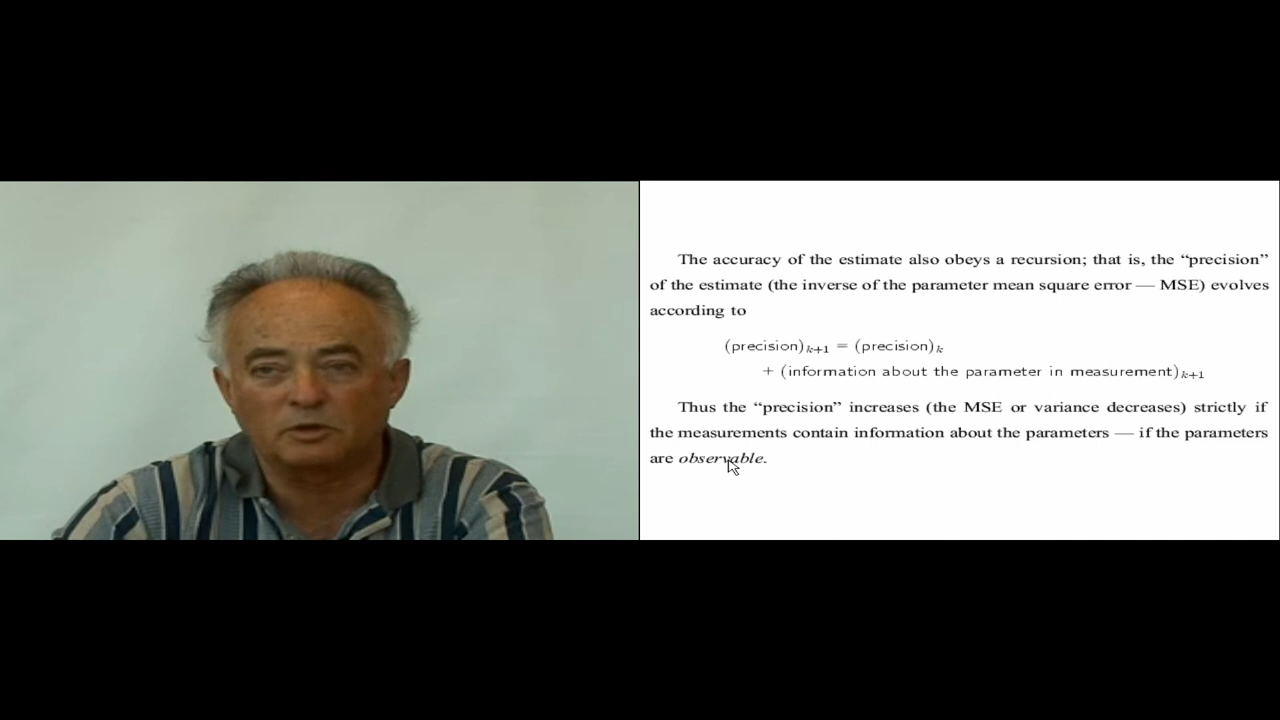 The accuracy of the estimate also obeys a recursion; that is, the “precision”
of the estimate (the inverse of the parameter mean square error — MSE) evolves
according to
(precision)ₖ₊₁ = (precision)ₖ
+ (information about the parameter in measurement)ₖ₊₁
Thus the “precision” increases (the MSE or variance decreases) strictly if
the measurements contain information about the parameters — if the parameters
are observable.